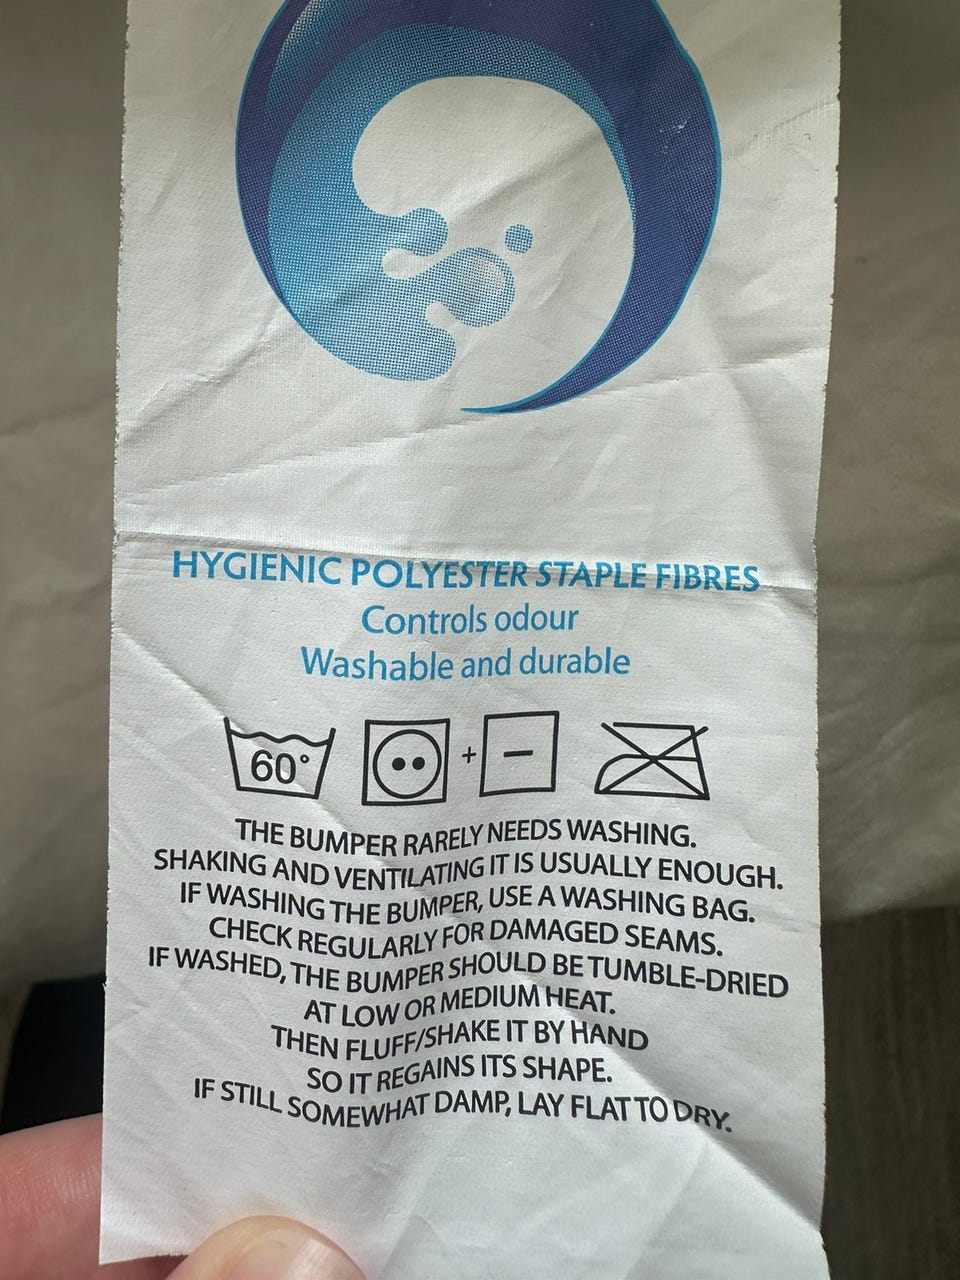 HYGIENIC POLYESTER STAPLE FIBRES
Controls odour
Washable and durable
60° + −
THE BUMPER RARELY NEEDS WASHING.
SHAKING AND VENTILATING IT IS USUALLY ENOUGH.
IF WASHING THE BUMPER, USE A WASHING BAG.
CHECK REGULARLY FOR DAMAGED SEAMS.
IF WASHED, THE BUMPER SHOULD BE TUMBLE-DRIED
AT LOW OR MEDIUM HEAT.
THEN FLUFF/SHAKE IT BY HAND
SO IT REGAINS ITS SHAPE.
IF STILL SOMEWHAT DAMP, LAY FLAT TO DRY.